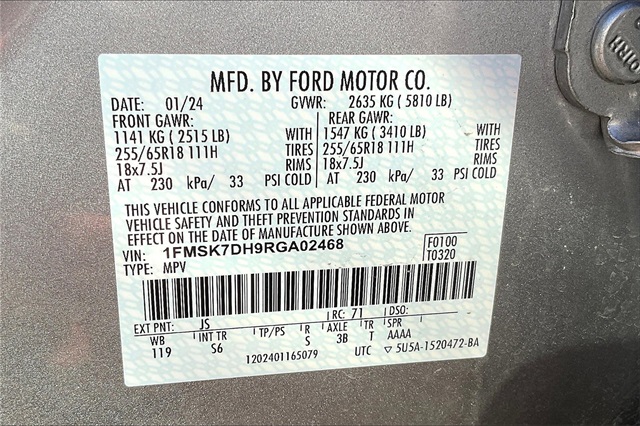 MFD. BY FORD MOTOR CO.
DATE: 01/24 GVWR: 2635 KG ( 5810 LB)
FRONT GAWR: REAR GAWR:
1141 KG ( 2515 LB) WITH 1547 KG ( 3410 LB) WITH
255/65R18 111H TIRES 255/65R18 111H TIRES
18x7.5J RIMS 18x7.5J RIMS
AT 230 kPa/ 33 PSI COLD AT 230 kPa/ 33 PSI COLD
THIS VEHICLE CONFORMS TO ALL APPLICABLE FEDERAL MOTOR
VEHICLE SAFETY AND THEFT PREVENTION STANDARDS IN
EFFECT ON THE DATE OF MANUFACTURE SHOWN ABOVE.
VIN: 1FMSK7DH9RGA02468 F0100
TYPE: MPV T0320
EXT PNT: JS RC: 71 DSO:
WB INT TR TP/PS R AXLE TR SPR
119 S6 S 3B T AAAA
1202401165079 UTC ▽ 5U5A-1520472-BA